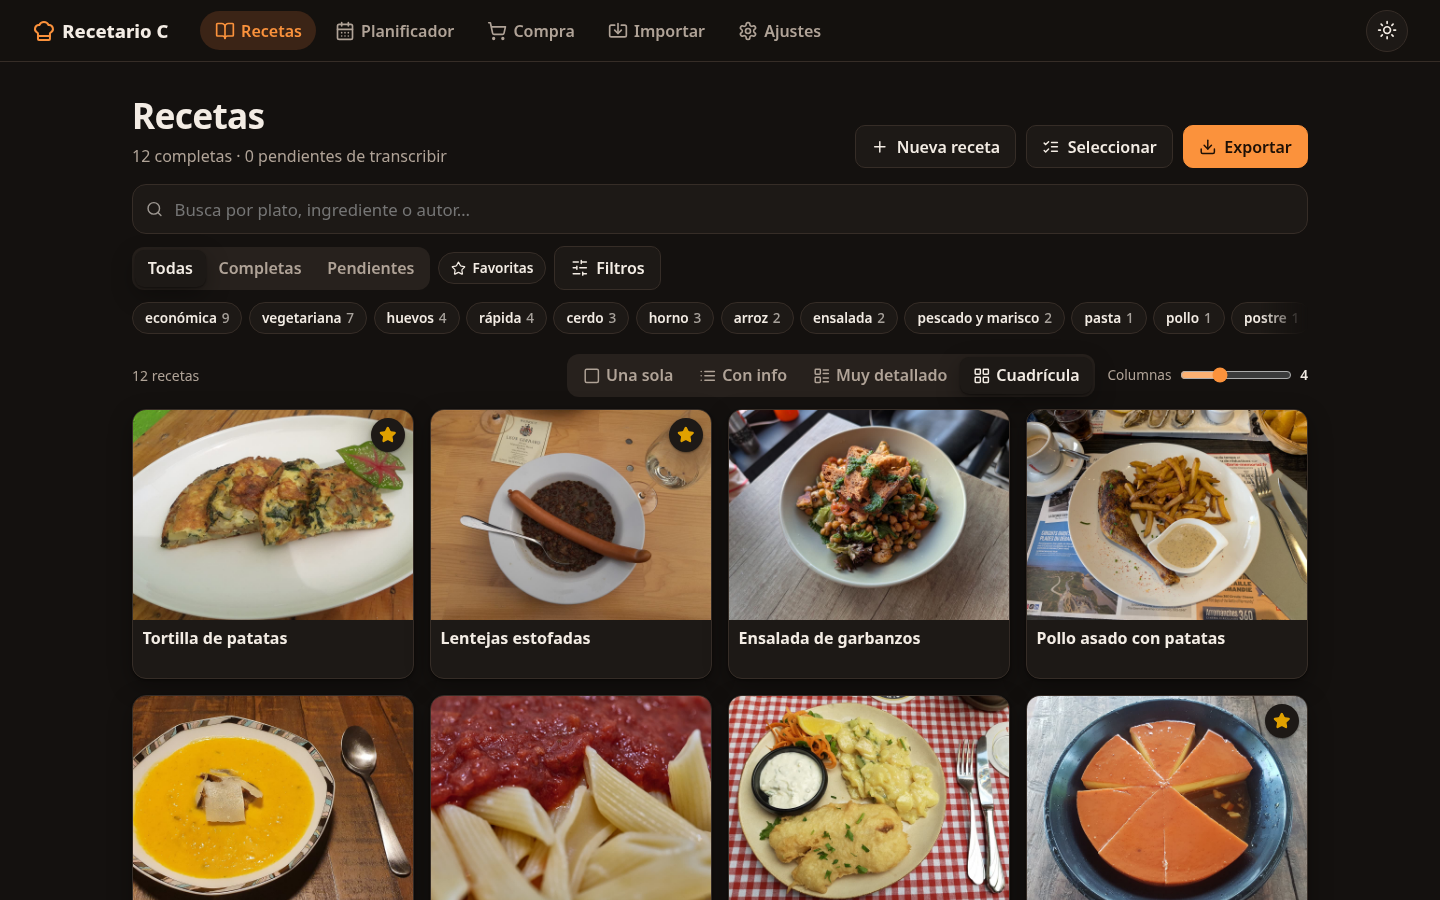 Recetario C
Recetas
Planificador
Compra
Importar
Ajustes
Recetas
12 completas · 0 pendientes de transcribir
Nueva receta
Seleccionar
Exportar
Busca por plato, ingrediente o autor...
Todas
Completas
Pendientes
Favoritas
Filtros
económica 9
vegetariana 7
huevos 4
rápida 4
cerdo 3
horno 3
arroz 2
ensalada 2
pescado y marisco 2
pasta 1
pollo 1
postre 1
12 recetas
Una sola
Con info
Muy detallado
Cuadrícula
Columnas
4
Tortilla de patatas
Lentejas estofadas
Ensalada de garbanzos
Pollo asado con patatas